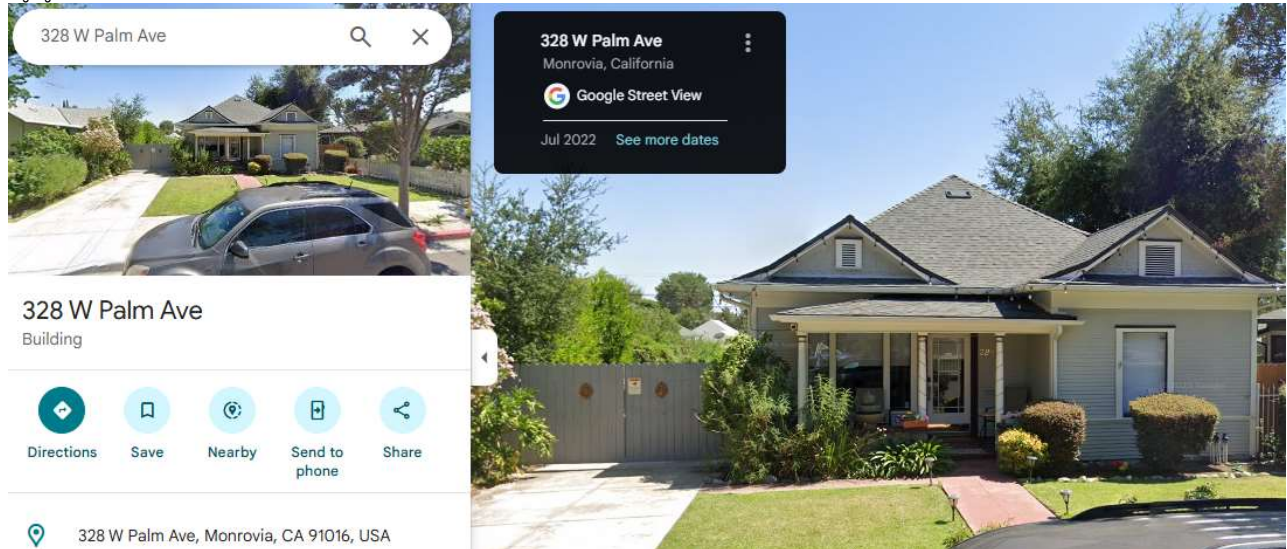 328 W Palm Ave
328 W Palm Ave
Building
Directions
Save
Nearby
Send to
phone
Share
328 W Palm Ave, Monrovia, CA 91016, USA
328 W Palm Ave
Monrovia, California
Google Street View
Jul 2022 See more dates